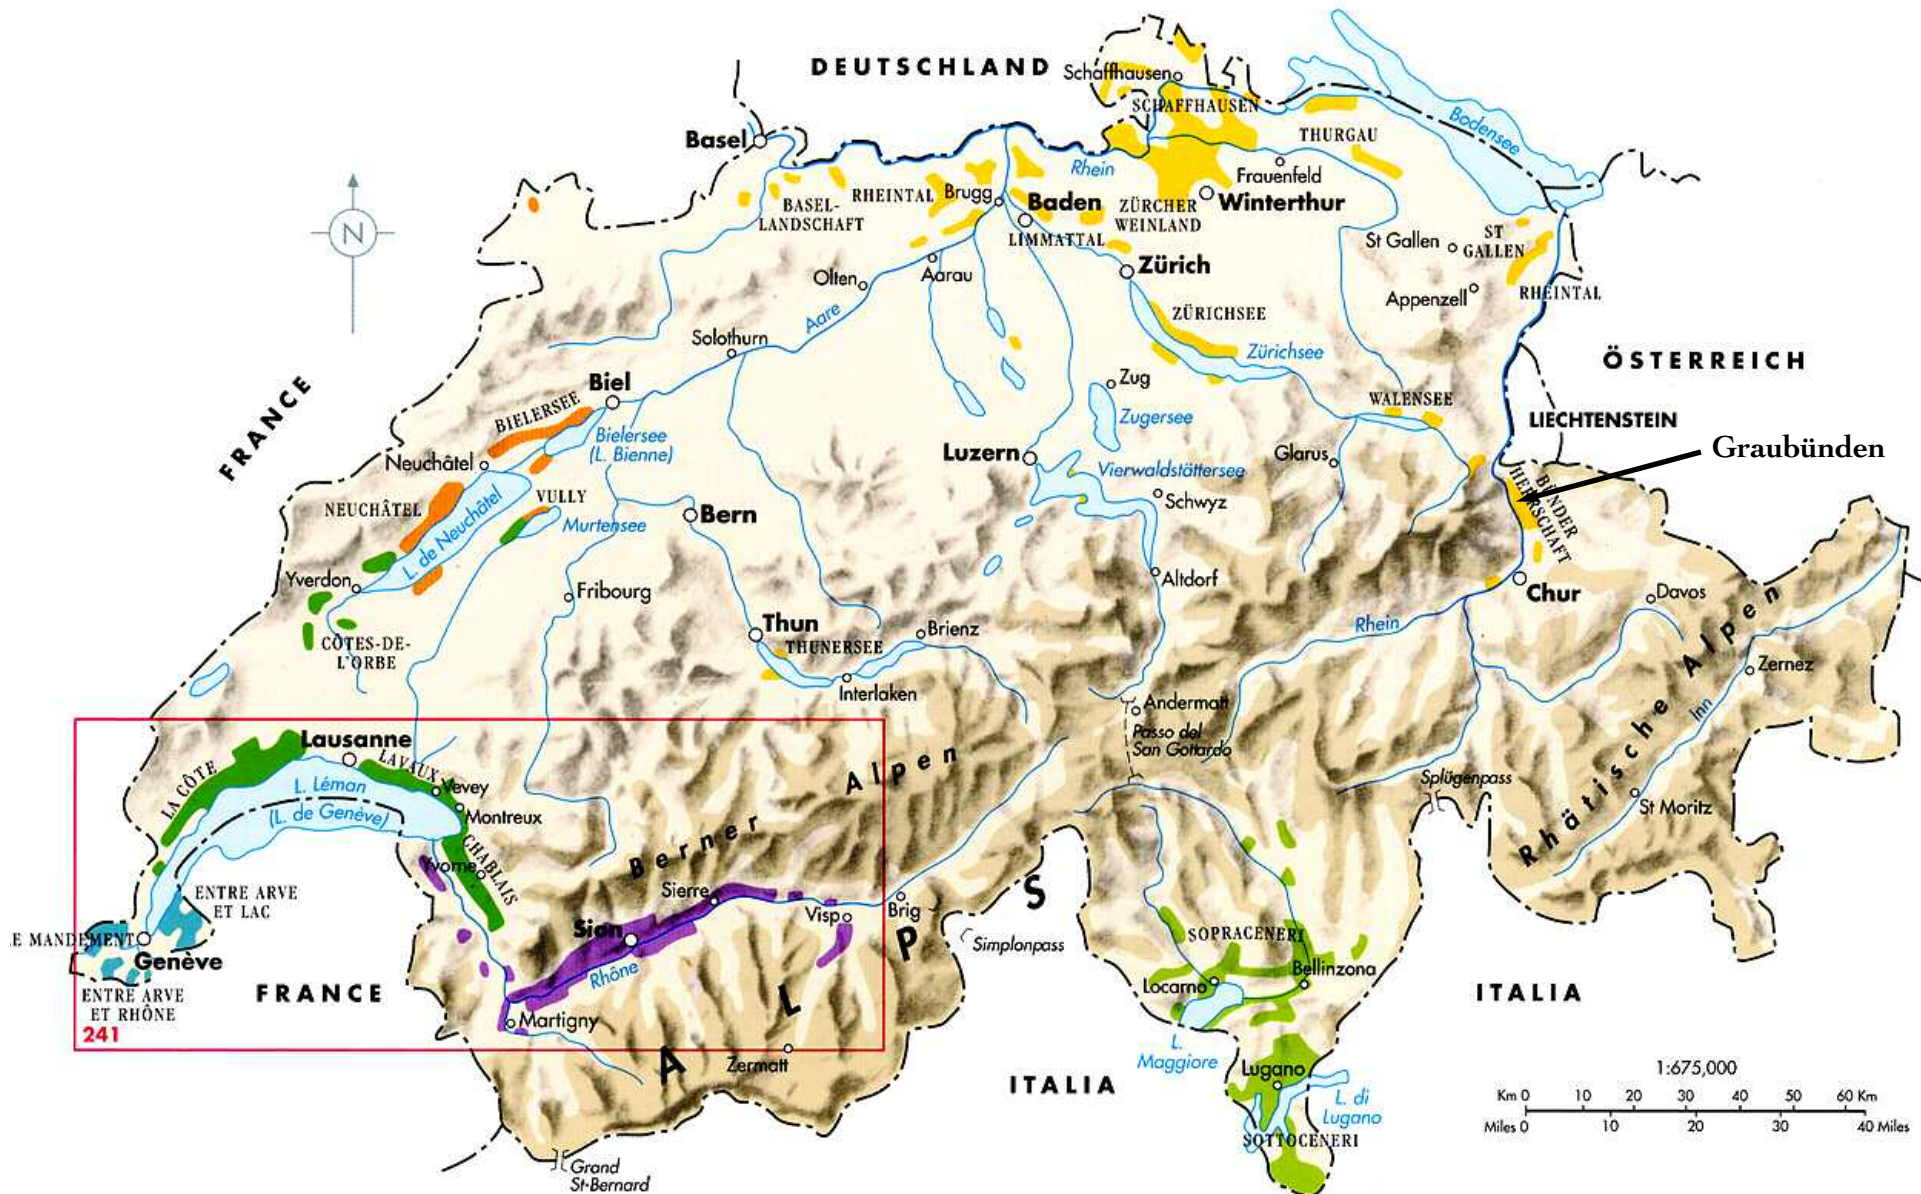 DEUTSCHLAND
Schaffhausen
SCHAFFHAUSEN
Bodensee
THURGAU
Basel
Rhein
Frauenfeld
RHEINTAL
Brugg
Baden
BASEL-
LANDSCHAFT
ZÜRCHER
WEINLAND
Winterthur
N
LIMMATTAL
St Gallen
ST
GALLEN
Olten
Aarau
Zürich
Appenzell
RHEINTAL
Aare
ZÜRICHSEE
Solothurn
Zürichsee
ÖSTERREICH
FRANCE
Biel
Zug
BIELERSEE
Zugersee
WALENSEE
LIECHTENSTEIN
Bielersee
(L. Bienne)
Neuchâtel
Luzern
Vierwaldstättersee
Glarus
Graubünden
NEUCHÂTEL
L. de Neuchâtel
VULLY
Murtensee
Bern
Schwyz
BÜNDER
HERRSCHAFT
Yverdon
Fribourg
Altdorf
Chur
Davos
Thun
Brienz
Rhein
CÔTES-DE-
L'ORBE
THUNERSEE
Interlaken
Zernez
Andermatt
Passo del
San Gottardo
Inn
Rhätische Alpen
Lausanne
LA CÔTE
LAVAUX
Vevey
L. Léman
(L. de Genève)
Montreux
Berner Alpen
Splügenpass
St Moritz
Yvorne
CHABLAIS
ENTRE ARVE
ET LAC
Sierre
Visp
Brig
ALPS
Simplonpass
SOPRACENERI
E MANDEMENT
Genève
Sion
Rhône
Bellinzona
Locarno
ENTRE ARVE
ET RHÔNE
FRANCE
ITALIA
241
Martigny
Zermatt
L.
Maggiore
Lugano
ITALIA
L. di
Lugano
SOTTOCENERI
Grand
St-Bernard
1:675,000
Km 0 10 20 30 40 50 60 Km
Miles 0 10 20 30 40 Miles